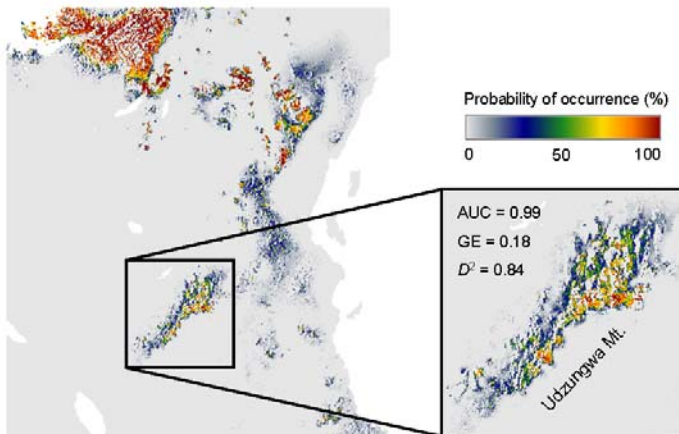 Probability of occurrence (%)
0 50 100
AUC = 0.99
GE = 0.18
D² = 0.84
Udzungwa Mt.